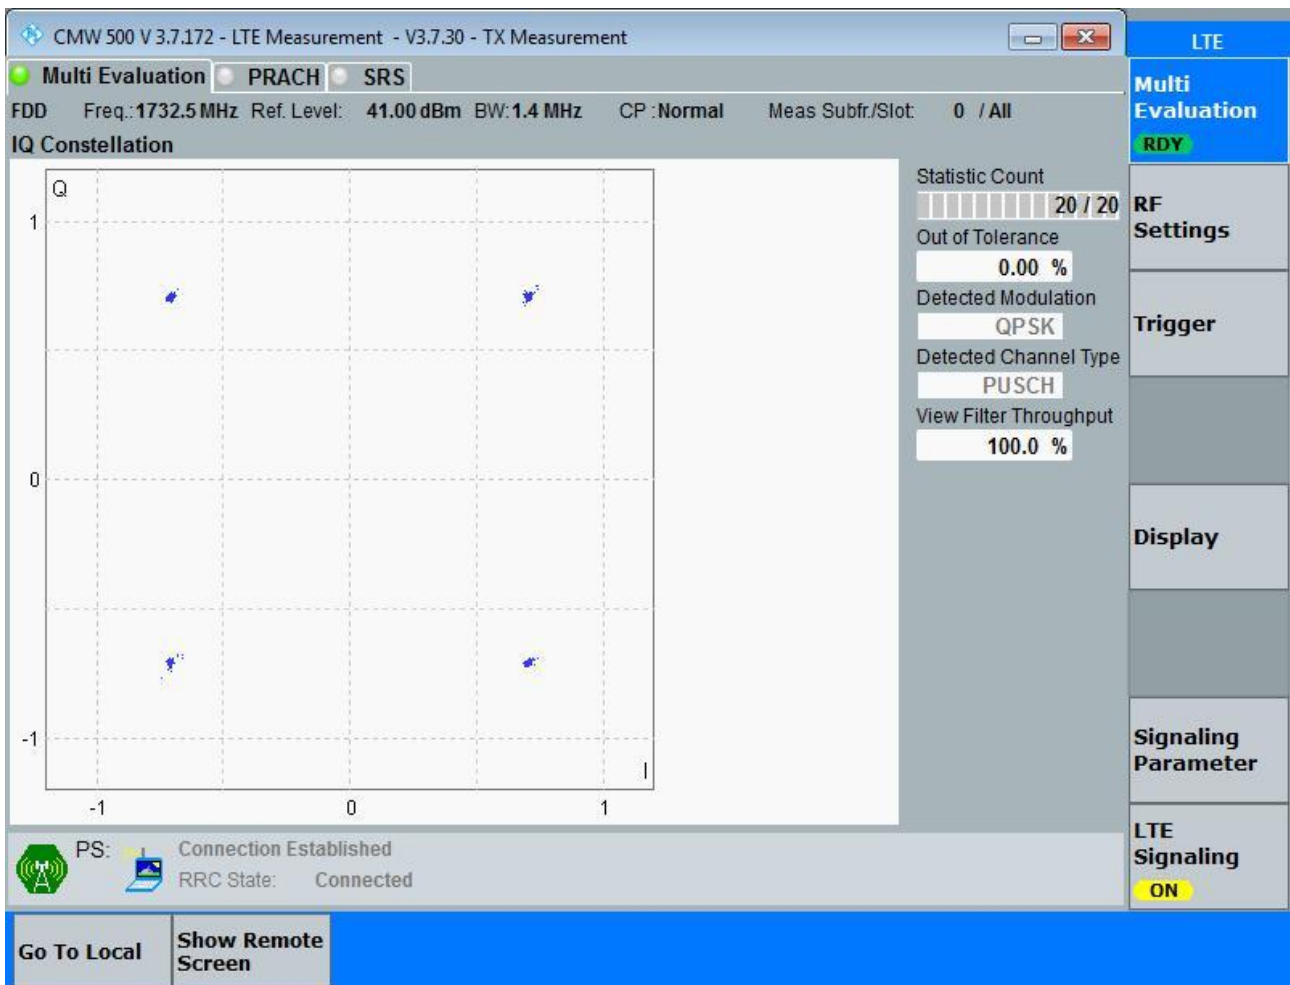 CMW 500 V 3.7.172 - LTE Measurement - V3.7.30 - TX Measurement
LTE
Multi Evaluation PRACH SRS
FDD Freq.:1732.5 MHz Ref. Level: 41.00 dBm BW:1.4 MHz CP :Normal Meas Subfr./Slot: 0 / All
IQ Constellation
Q
1
0
-1
I
-1 0 1
Statistic Count
20 / 20
Out of Tolerance
0.00 %
Detected Modulation
QPSK
Detected Channel Type
PUSCH
View Filter Throughput
100.0 %
Multi
Evaluation
RDY
RF
Settings
Trigger
Display
Signaling
Parameter
LTE
Signaling
ON
PS: Connection Established
RRC State: Connected
Go To Local
Show Remote
Screen